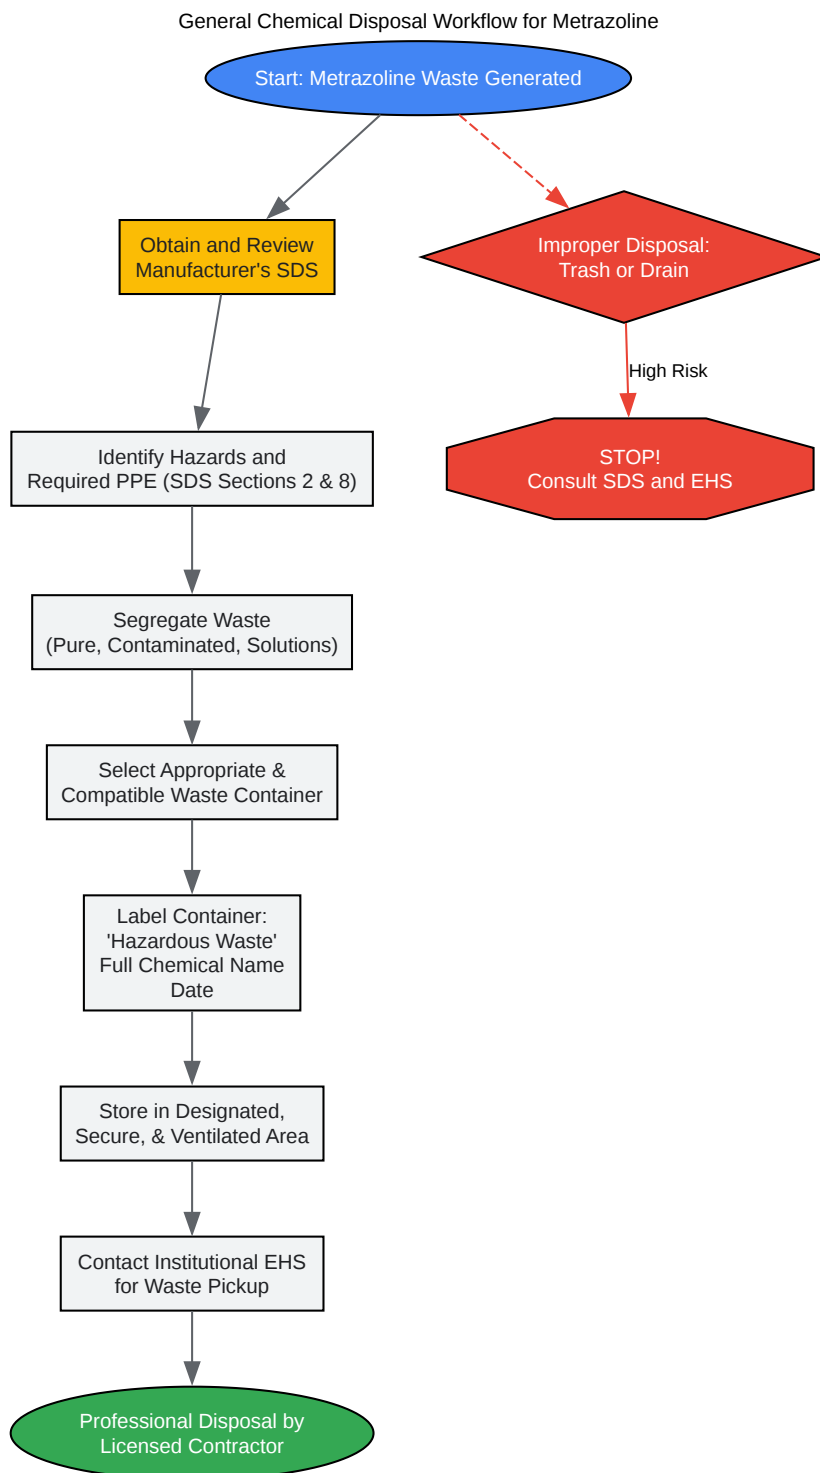 General Chemical Disposal Workflow for Metrazoline
Start: Metrazoline Waste Generated
Obtain and Review
Manufacturer's SDS
Improper Disposal:
Trash or Drain
High Risk
STOP!
Consult SDS and EHS
Identify Hazards and
Required PPE (SDS Sections 2 & 8)
Segregate Waste
(Pure, Contaminated, Solutions)
Select Appropriate &
Compatible Waste Container
Label Container:
'Hazardous Waste'
Full Chemical Name
Date
Store in Designated,
Secure, & Ventilated Area
Contact Institutional EHS
for Waste Pickup
Professional Disposal by
Licensed Contractor